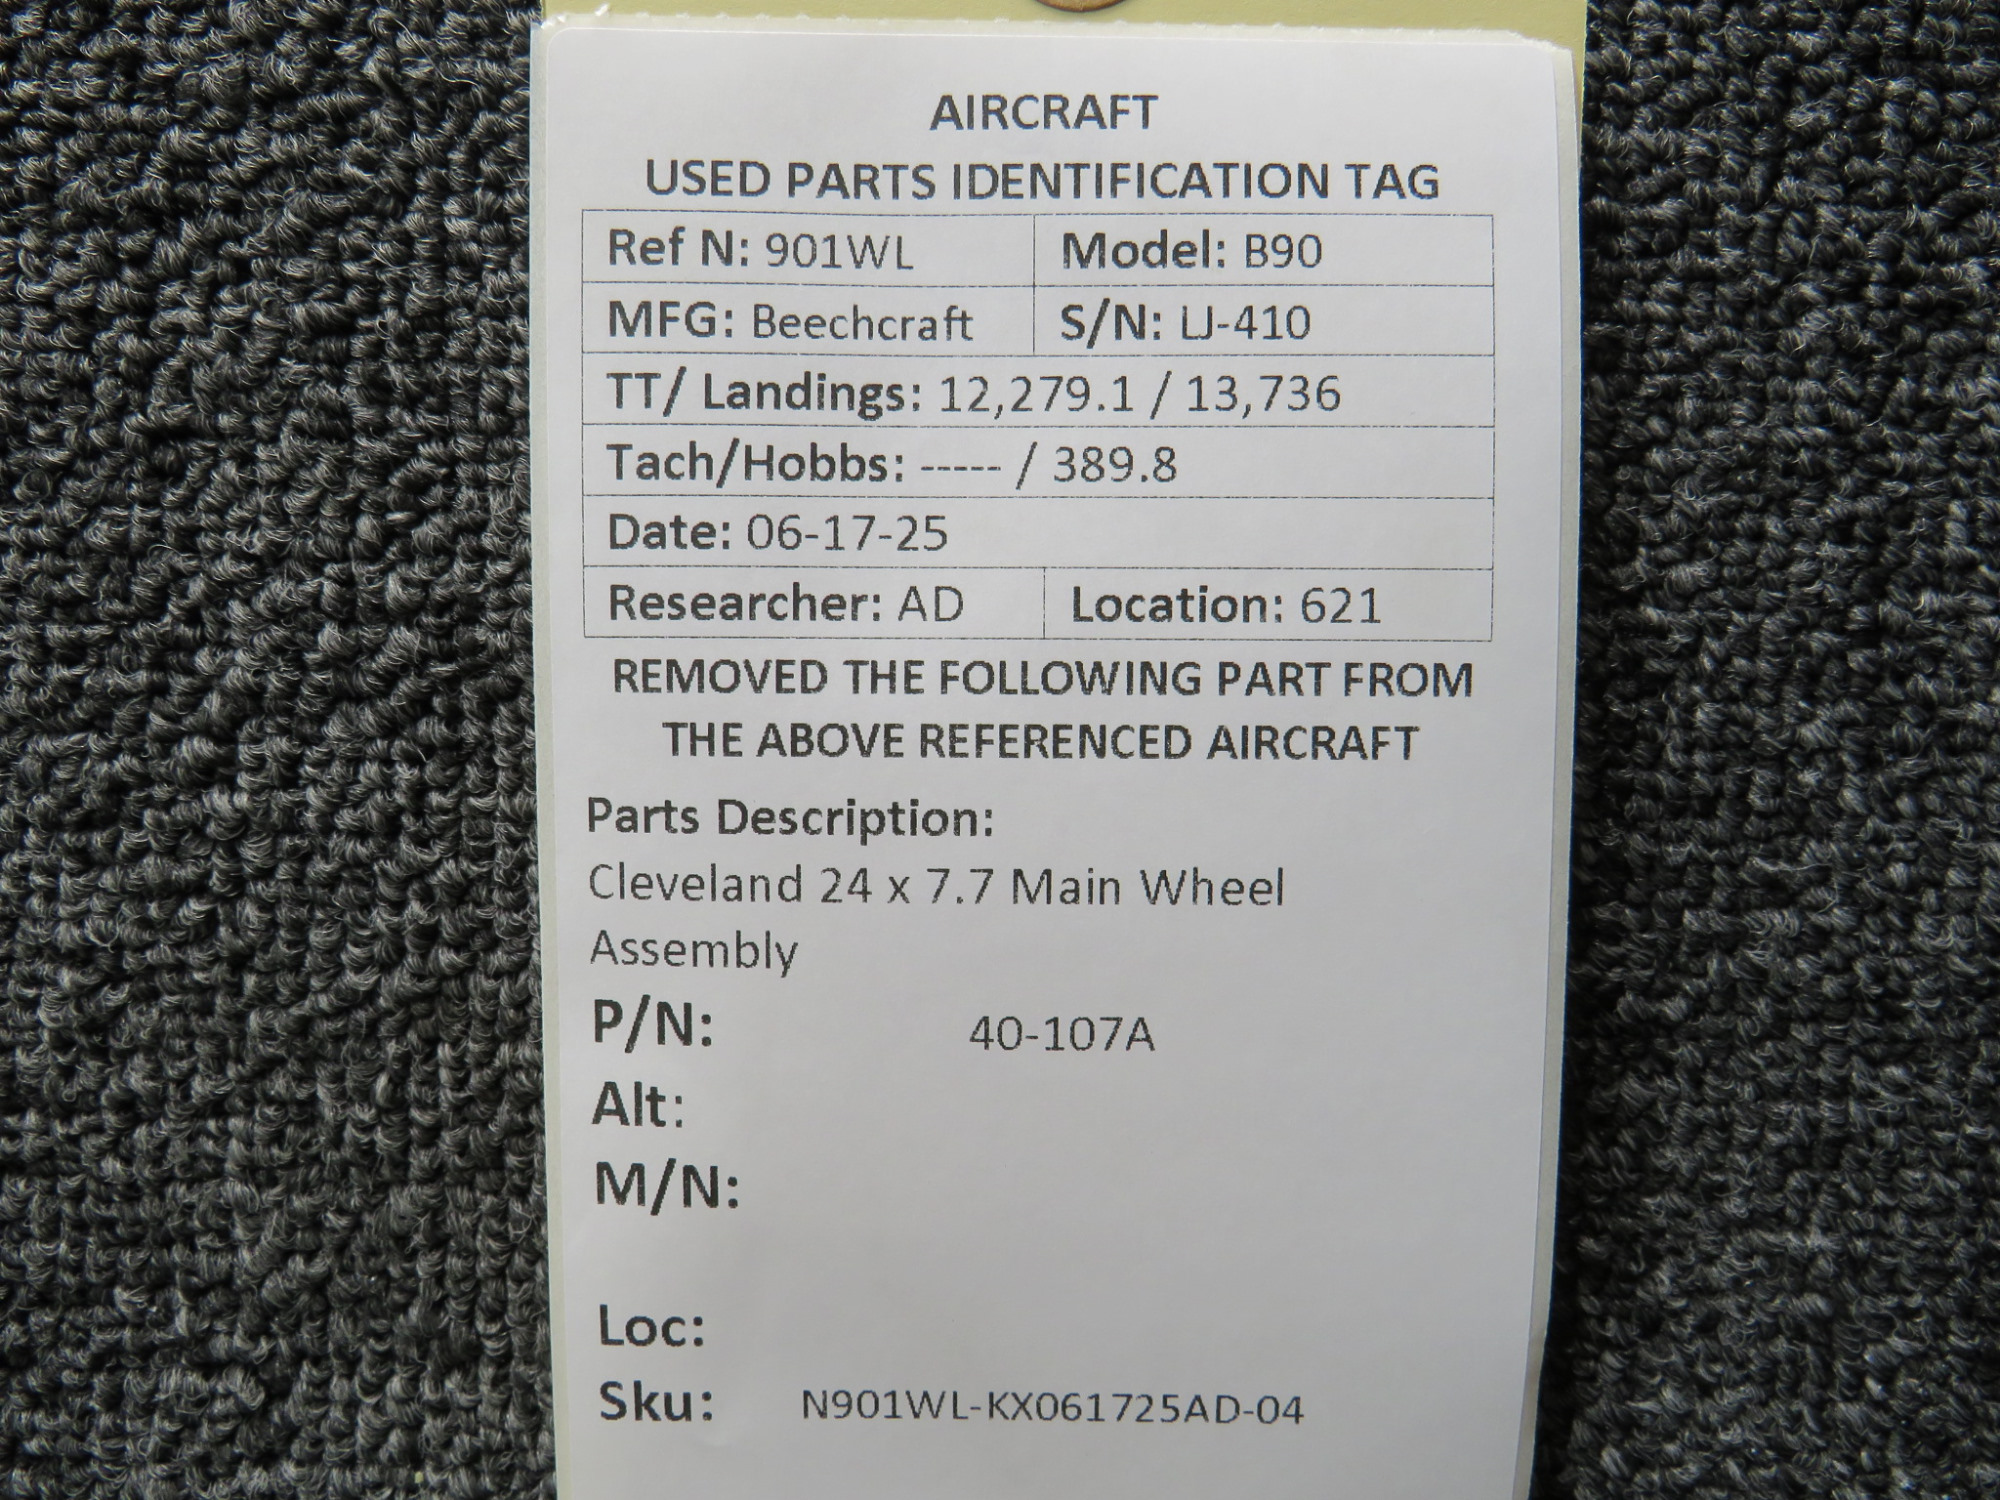 AIRCRAFT
USED PARTS IDENTIFICATION TAG
Ref N: 901WL Model: B90
MFG: Beechcraft S/N: LJ-410
TT/ Landings: 12,279.1 / 13,736
Tach/Hobbs: ----- / 389.8
Date: 06-17-25
Researcher: AD Location: 621
REMOVED THE FOLLOWING PART FROM
THE ABOVE REFERENCED AIRCRAFT
Parts Description:
Cleveland 24 x 7.7 Main Wheel
Assembly
P/N: 40-107A
Alt:
M/N:
Loc:
Sku: N901WL-KX061725AD-04